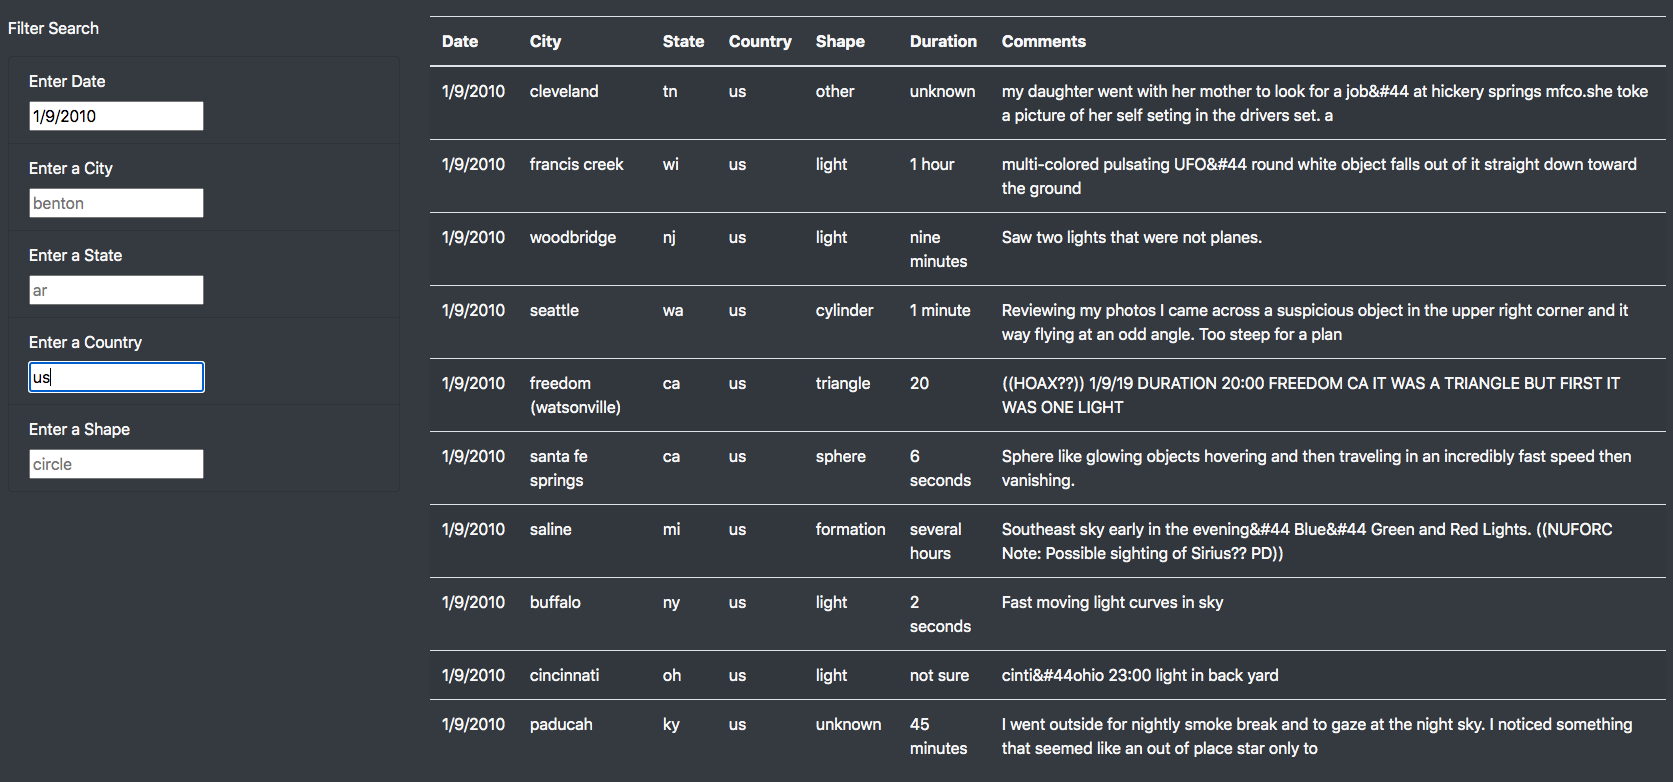 Filter Search
Enter Date
1/9/2010
Enter a City
benton
Enter a State
ar
Enter a Country
us
Enter a Shape
circle
Date City State Country Shape Duration Comments
1/9/2010 cleveland tn us other unknown my daughter went with her mother to look for a job&#44 at hickery springs mfco.she toke
a picture of her self seting in the drivers set. a
1/9/2010 francis creek wi us light 1 hour multi-colored pulsating UFO&#44 round white object falls out of it straight down toward
the ground
1/9/2010 woodbridge nj us light nine Saw two lights that were not planes.
minutes
1/9/2010 seattle wa us cylinder 1 minute Reviewing my photos I came across a suspicious object in the upper right corner and it
way flying at an odd angle. Too steep for a plan
1/9/2010 freedom ca us triangle 20 ((HOAX??)) 1/9/19 DURATION 20:00 FREEDOM CA IT WAS A TRIANGLE BUT FIRST IT
(watsonville) WAS ONE LIGHT
1/9/2010 santa fe ca us sphere 6 Sphere like glowing objects hovering and then traveling in an incredibly fast speed then
springs seconds vanishing.
1/9/2010 saline mi us formation several Southeast sky early in the evening&#44 Blue&#44 Green and Red Lights. ((NUFORC
hours Note: Possible sighting of Sirius?? PD))
1/9/2010 buffalo ny us light 2 Fast moving light curves in sky
seconds
1/9/2010 cincinnati oh us light not sure cinti&#44ohio 23:00 light in back yard
1/9/2010 paducah ky us unknown 45 I went outside for nightly smoke break and to gaze at the night sky. I noticed something
minutes that seemed like an out of place star only to